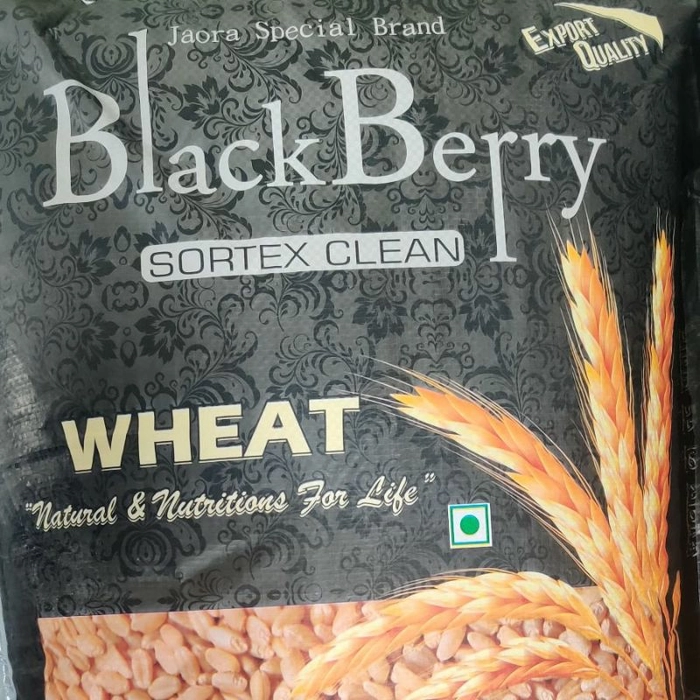 Jaora Special Brand
EXPORT
QUALITY
BlackBerry
SORTEX CLEAN
WHEAT
"Natural & Nutritions For Life"